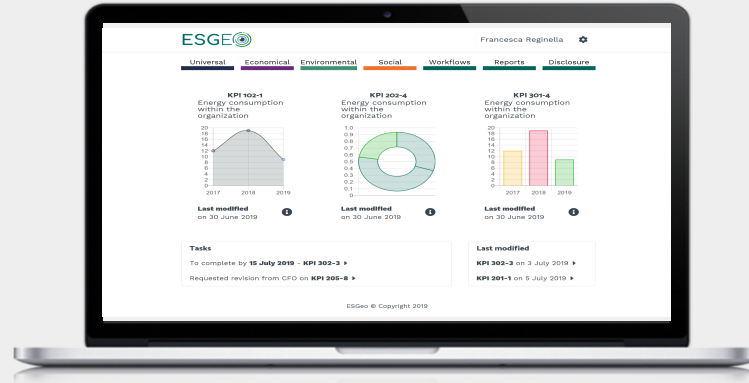 ESGEO
Francesca Reginella
Universal Economical Environmental Social Workflows Reports Disclosure
KPI 102-1
Energy consumption
within the
organization
20
18
16
14
12
10
8
6
4
2
0
2017 2018 2019
Last modified
on 30 June 2019
KPI 202-4
Energy consumption
within the
organization
1.0
0.9
0.8
0.7
0.6
0.5
0.4
0.3
0.2
0.1
0
Last modified
on 30 June 2019
KPI 301-4
Energy consumption
within the
organization
20
18
16
14
12
10
8
6
4
2
0
2017 2018 2019
Last modified
on 30 June 2019
Tasks
To complete by 15 July 2019 - KPI 302-3
Requested revision from CFO on KPI 205-8
Last modified
KPI 302-3 on 3 July 2019
KPI 201-1 on 5 July 2019
ESGeo © Copyright 2019